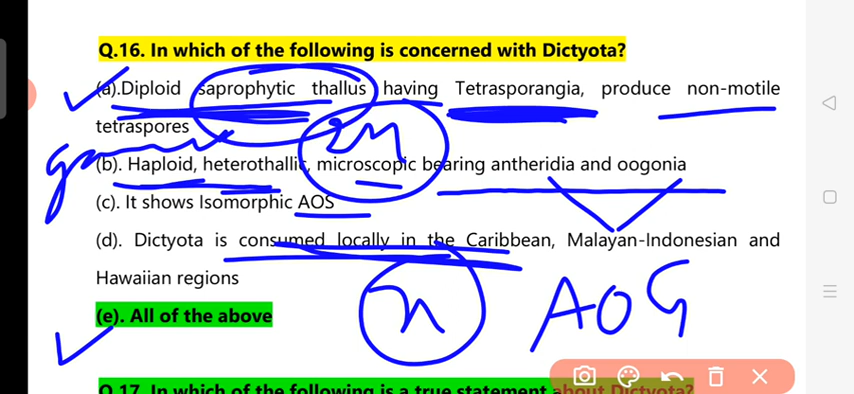 Q.16. In which of the following is concerned with Dictyota?
(a).Diploid saprophytic thallus having Tetrasporangia, produce non-motile
tetraspores
2n
(b). Haploid, heterothallic, microscopic bearing antheridia and oogonia
(c). It shows Isomorphic AOS
(d). Dictyota is consumed locally in the Caribbean, Malayan-Indonesian and
Hawaiian regions
(e). All of the above
n
AOG
Q.17. In which of the following is a true statement about Dictyota?